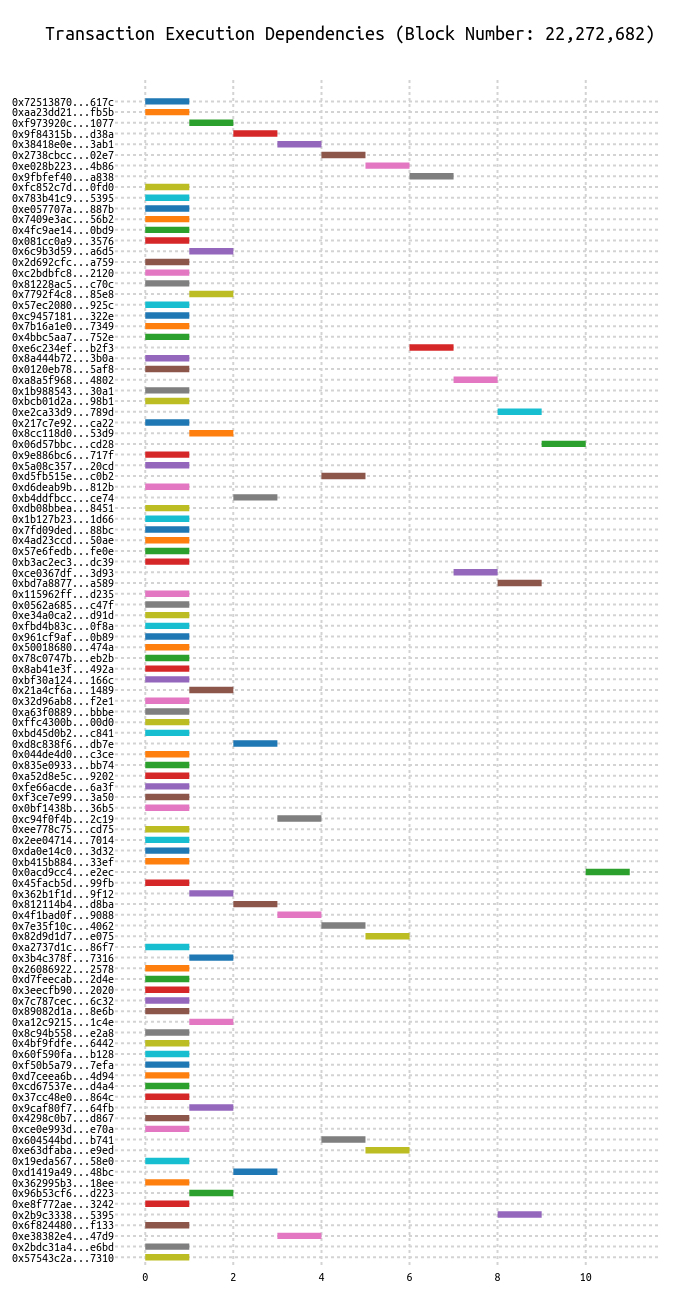 Transaction Execution Dependencies (Block Number: 22,272,682)
0x72513870...617c
0xaa23dd21...fb5b
0xf973920c...1077
0x9f84315b...d38a
0x38418e0e...3ab1
0x2738cbcc...02e7
0xe028b223...4b86
0x9fbfef40...a838
0xfc852c7d...0fd0
0x783b41c9...5395
0xe057707a...887b
0x7409e3ac...56b2
0x4fc9ae14...0bd9
0x081cc0a9...3576
0x6c9b3d59...a6d5
0x2d692cfc...a759
0xc2bdbfc8...2120
0x81228ac5...c70c
0x7792f4c8...85e8
0x57ec2080...925c
0xc9457181...322e
0x7b16a1e0...7349
0x4bbc5aa7...752e
0xe6c234ef...b2f3
0x8a444b72...3b0a
0x0120eb78...5af8
0xa8a5f968...4802
0x1b988543...30a1
0xbcb01d2a...98b1
0xe2ca33d9...789d
0x217c7e92...ca22
0x8cc118d0...53d9
0x06d57bbc...cd28
0x9e886bc6...717f
0x5a08c357...20cd
0xd5fb515e...c0b2
0xd6deab9b...812b
0xb4ddfbcc...ce74
0xdb08bbea...8451
0x1b127b23...1d66
0x7fd09ded...88bc
0x4ad23ccd...50ae
0x57e6fedb...fe0e
0xb3ac2ec3...dc39
0xce0367df...3d93
0xbd7a8877...a589
0x115962ff...d235
0x0562a685...c47f
0xe34a0ca2...d91d
0xfbd4b83c...0f8a
0x961cf9af...0b89
0x50018680...474a
0x78c0747b...eb2b
0x8ab41e3f...492a
0xbf30a124...166c
0x21a4cf6a...1489
0x32d96ab8...f2e1
0xa63f0889...bbbe
0xffc4300b...00d0
0xbd45d0b2...c841
0xd8c838f6...db7e
0x044de4d0...c3ce
0x835e0933...bb74
0xa52d8e5c...9202
0xfe66acde...6a3f
0xf3ce7e99...3a50
0x0bf1438b...36b5
0xc94f0f4b...2c19
0xee778c75...cd75
0x2ee04714...7014
0xda0e14c0...3d32
0xb415b884...33ef
0x0acd9cc4...e2ec
0x45facb5d...99fb
0x362b1f1d...9f12
0x812114b4...d8ba
0x4f1bad0f...9088
0x7e35f10c...4062
0x82d9d1d7...e075
0xa2737d1c...86f7
0x3b4c378f...7316
0x26086922...2578
0xd7feecab...2d4e
0x3eecfb90...2020
0x7c787cec...6c32
0x89082d1a...8e6b
0xa12c9215...1c4e
0x8c94b558...e2a8
0x4bf9fdfe...6442
0x60f590fa...b128
0xf50b5a79...7efa
0xd7ceea6b...4d94
0xcd67537e...d4a4
0x37cc48e0...864c
0x9caf80f7...64fb
0x4298c0b7...d867
0xce0e993d...e70a
0x604544bd...b741
0xe63dfaba...e9ed
0x19eda567...58e0
0xd1419a49...48bc
0x362995b3...18ee
0x96b53cf6...d223
0xe8f772ae...3242
0x2b9c3338...5395
0x6f824480...f133
0xe38382e4...47d9
0x2bdc31a4...e6bd
0x57543c2a...7310
0 2 4 6 8 10